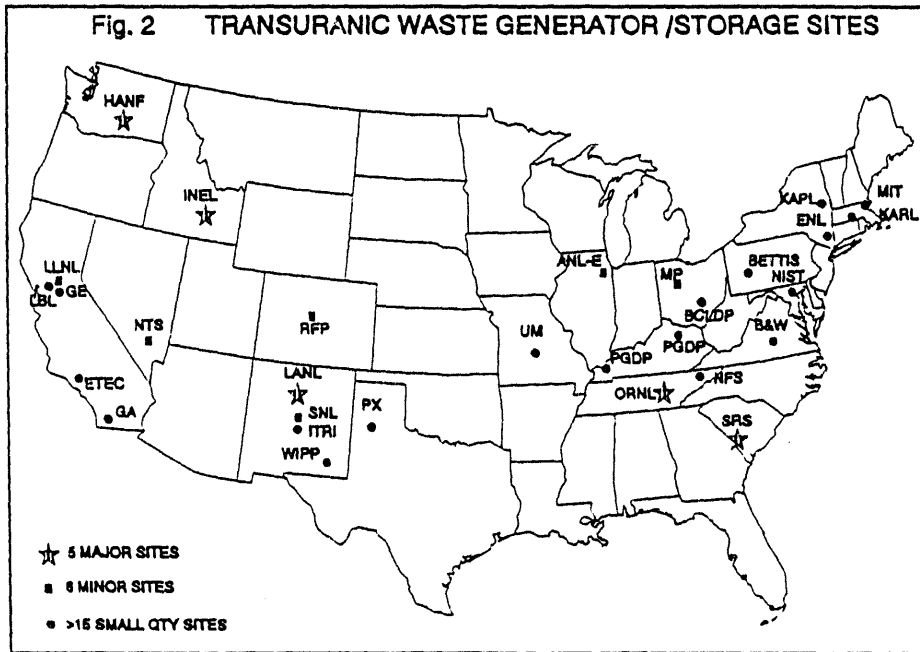 Fig. 2 TRANSURANIC WASTE GENERATOR /STORAGE SITES
HANF
INEL
LLNL
LBL
GE
NTS
ETEC
GA
RFP
LANL
SNL
ITRI
WIPP
PX
UM
ANL-E
MP
BCLDP
PGDP
PGDP
ORNL
NFS
SRS
B&W
BETTIS
NIST
KAPL
ENL
MIT
KARL
5 MAJOR SITES
6 MINOR SITES
>15 SMALL QTY SITES